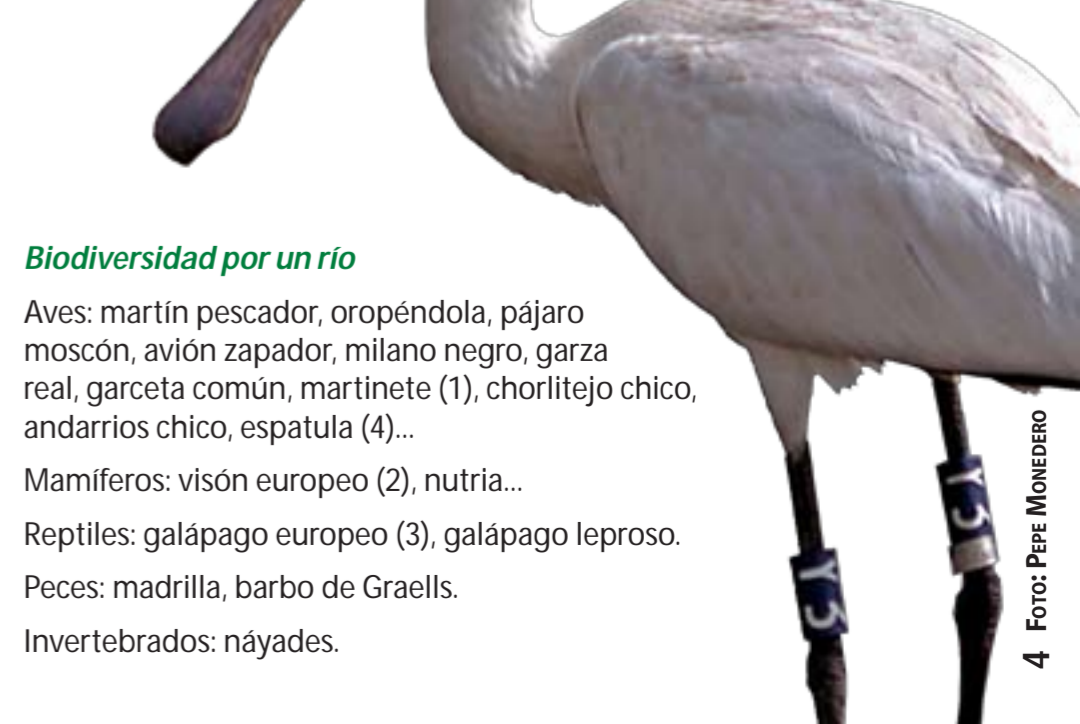 Biodiversidad por un río
Aves: martín pescador, oropéndola, pájaro
moscón, avión zapador, milano negro, garza
real, garceta común, martinete (1), chorlitejo chico,
andarrios chico, espatula (4)...
Mamíferos: visón europeo (2), nutria...
Reptiles: galápago europeo (3), galápago leproso.
Peces: madrilla, barbo de Graells.
Invertebrados: náyades.
Y5
Y5
4 FOTO: PEPE MONEDERO